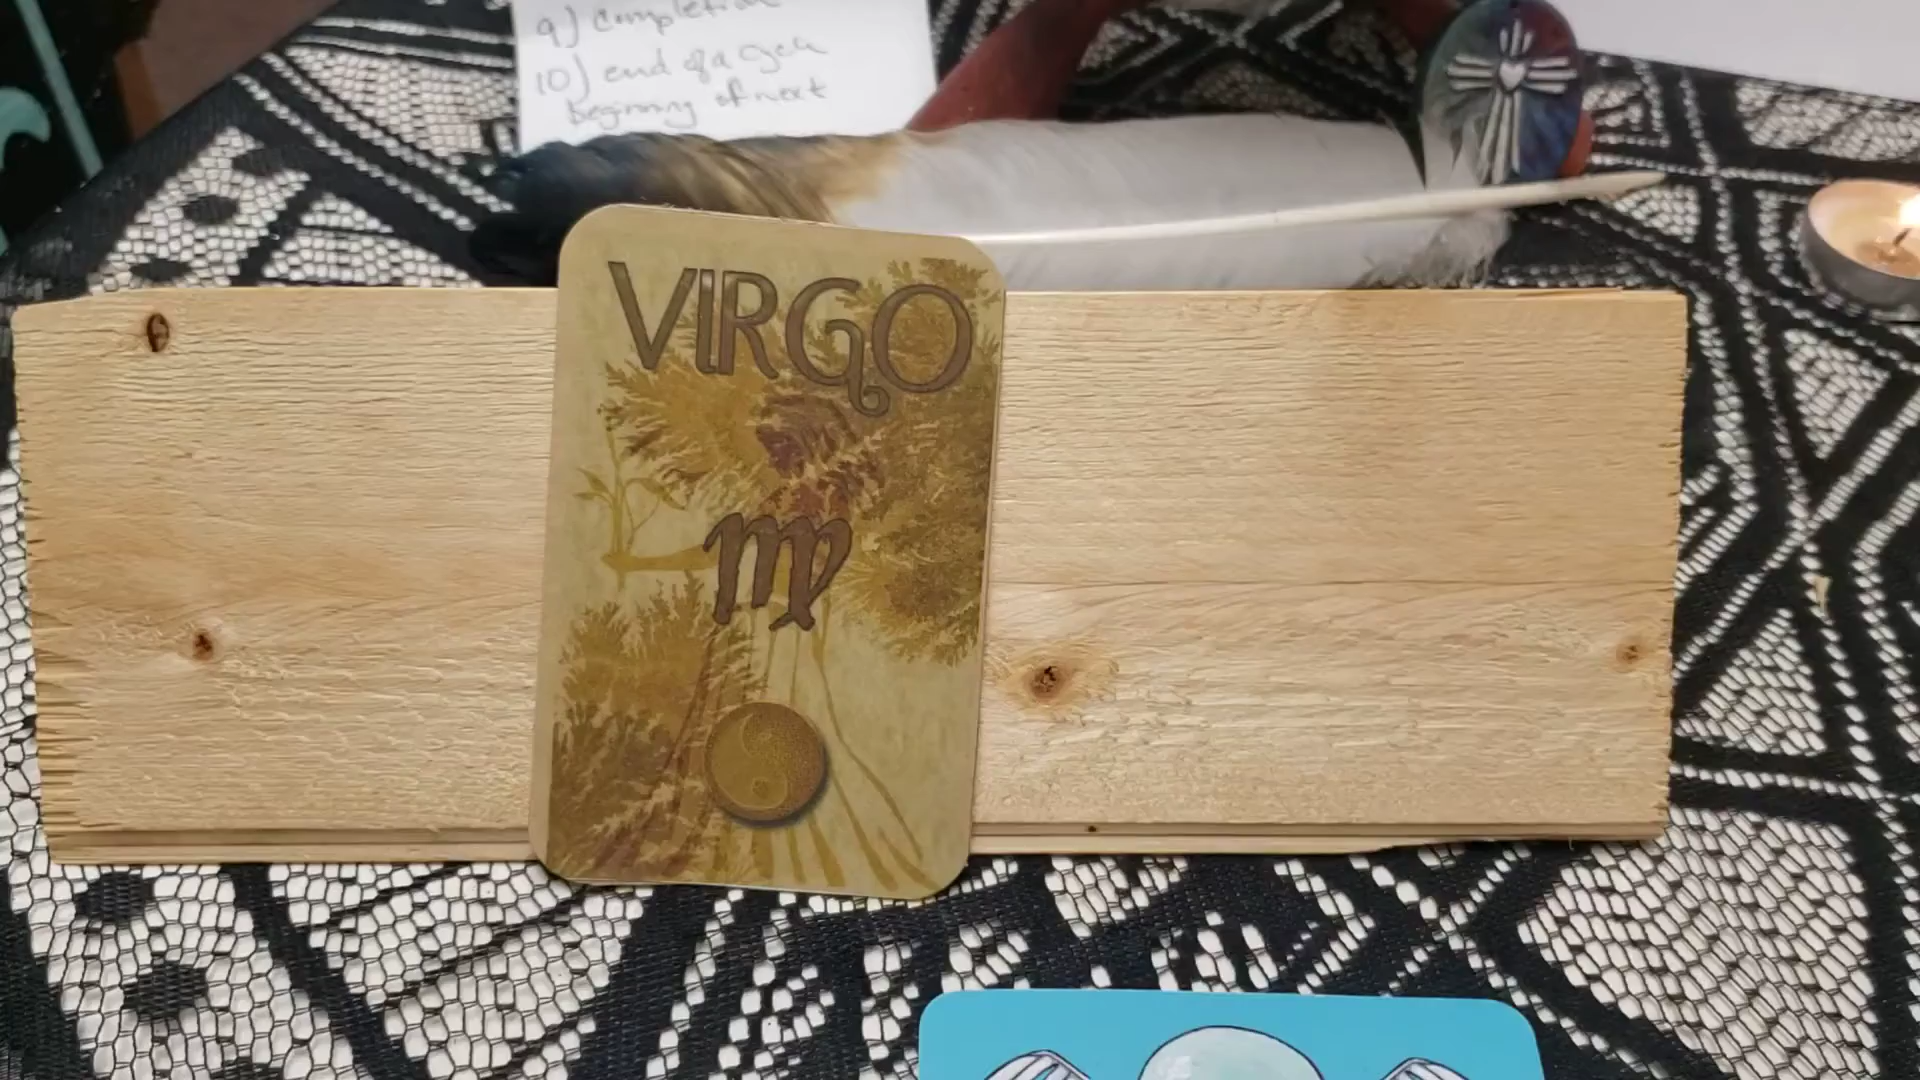 9) completion
10) end of a cycle
beginning of next
VIRGO